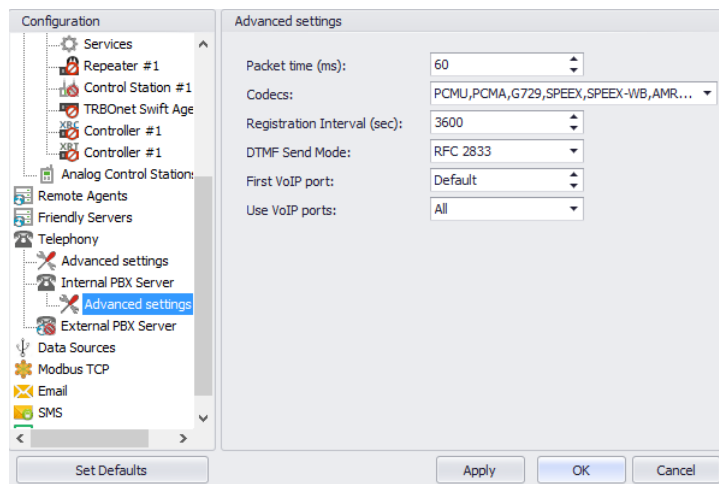 Configuration
Services
Repeater #1
Control Station #1
TRBOnet Swift Age
XRC Controller #1
XRT Controller #1
Analog Control Station
Remote Agents
Friendly Servers
Telephony
Advanced settings
Internal PBX Server
Advanced settings
External PBX Server
Data Sources
Modbus TCP
Email
SMS
Set Defaults
Advanced settings
Packet time (ms): 60
Codecs: PCMU,PCMA,G729,SPEEX,SPEEX-WB,AMR...
Registration Interval (sec): 3600
DTMF Send Mode: RFC 2833
First VoIP port: Default
Use VoIP ports: All
Apply OK Cancel